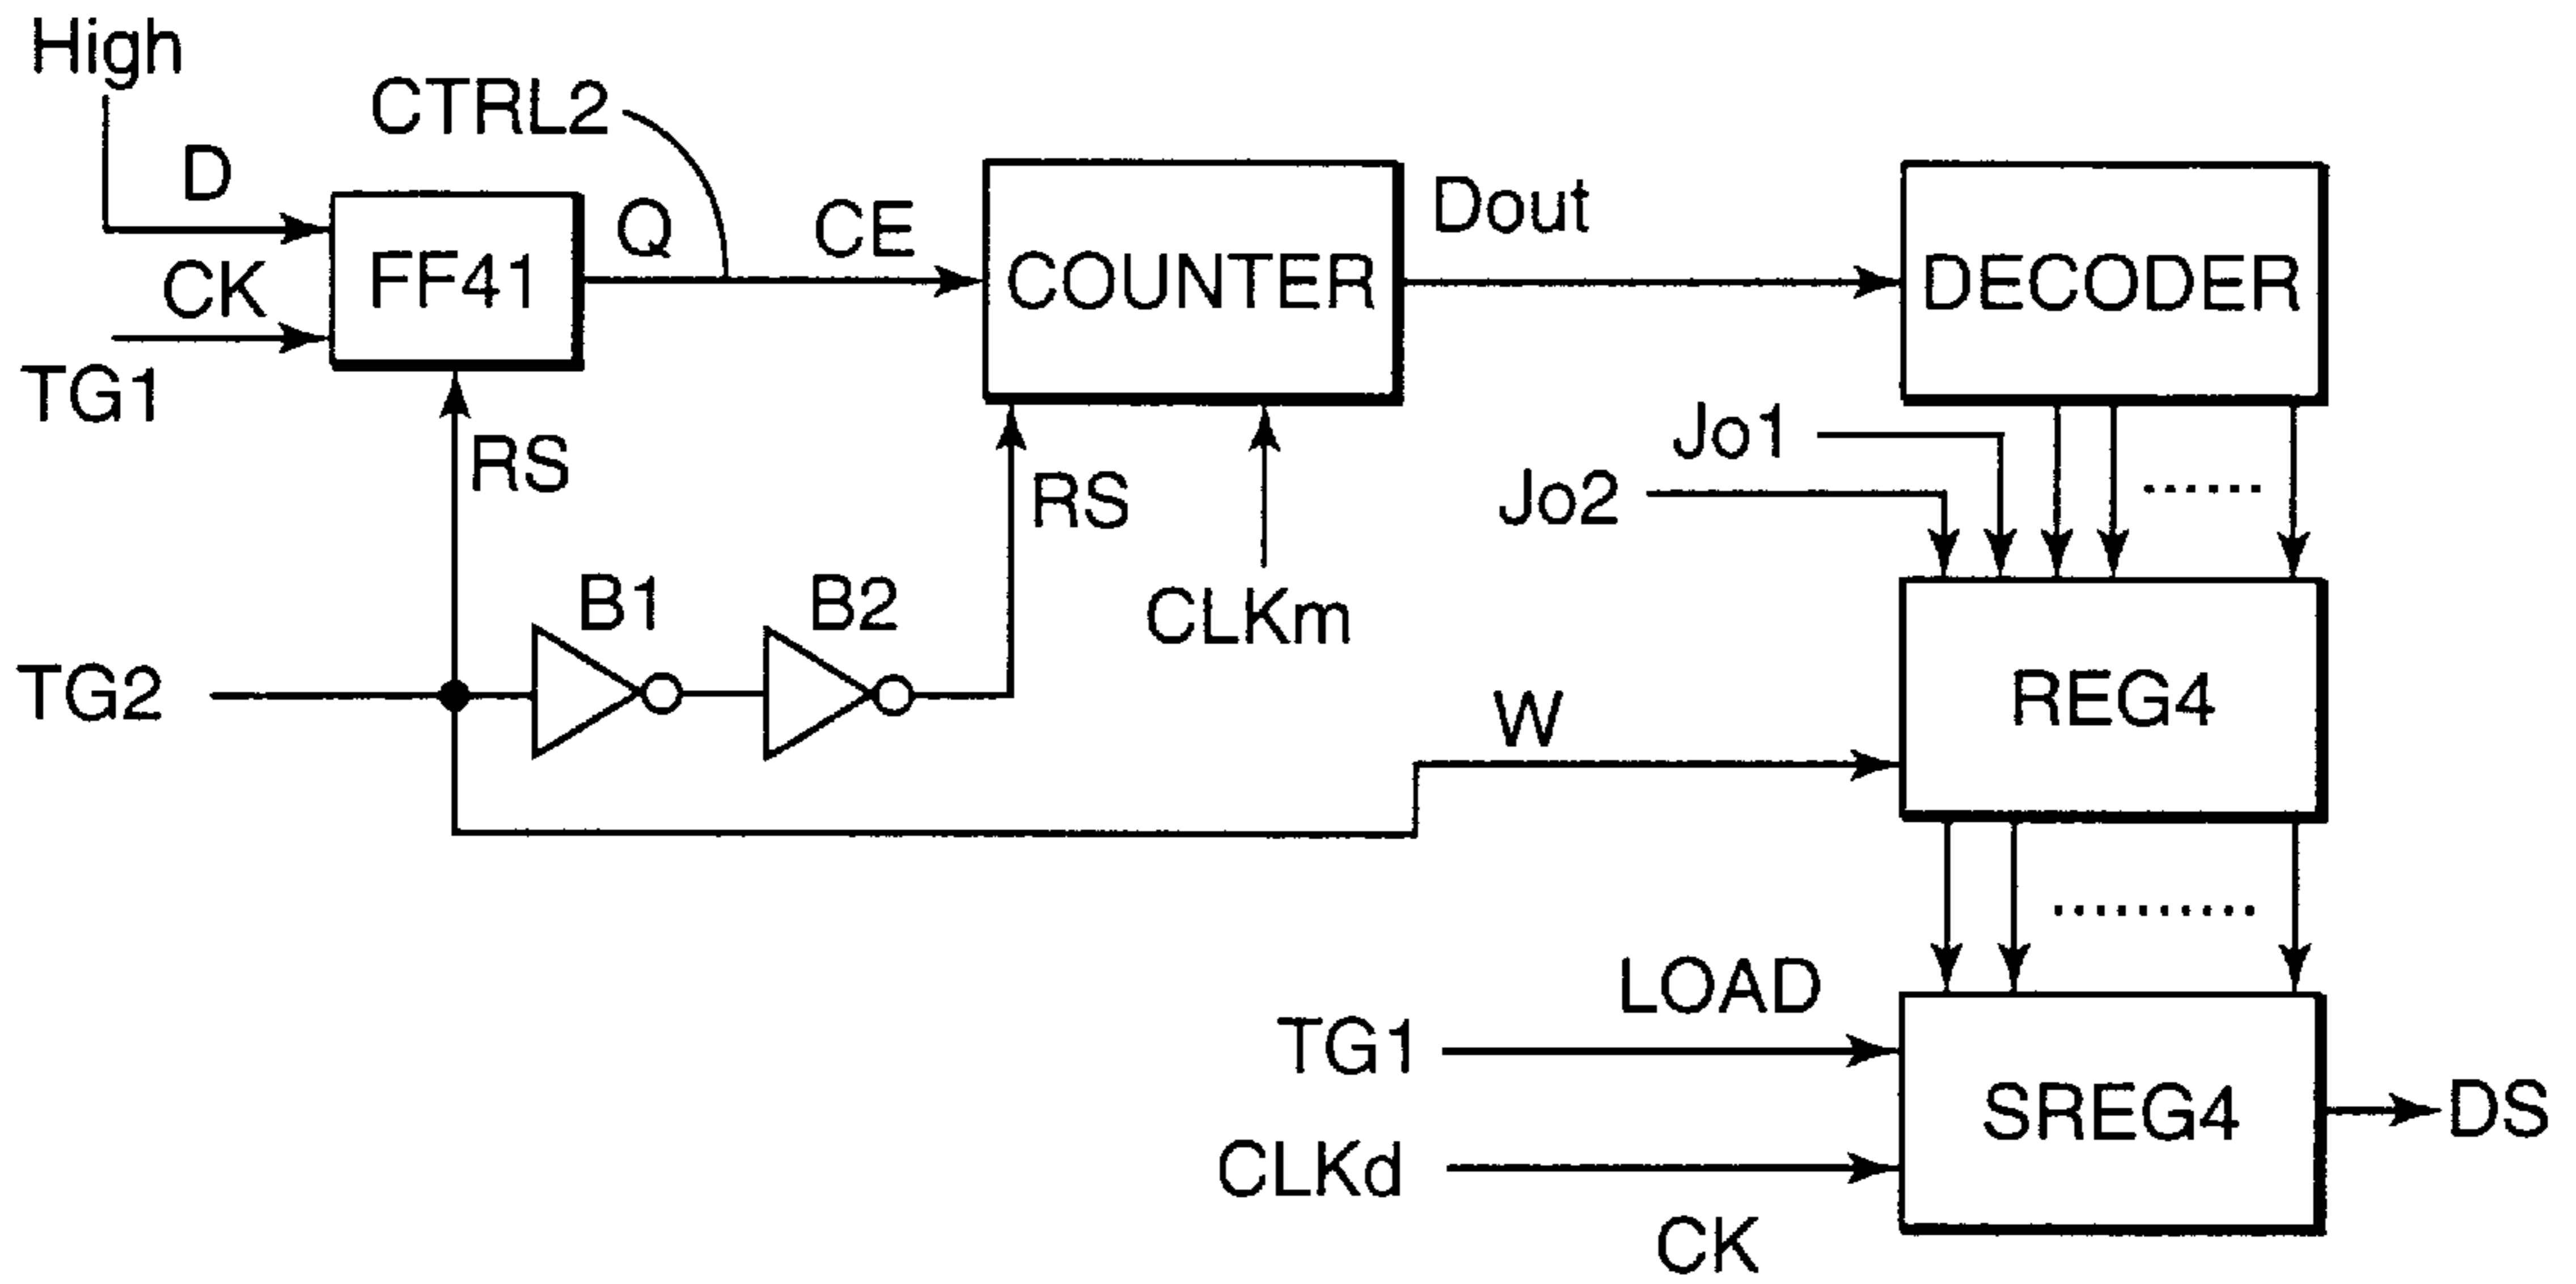 High
CTRL2
D
Q
CE
Dout
FF41
COUNTER
DECODER
CK
TG1
Jo1
RS
Jo2
RS
B1
B2
CLKm
TG2
W
REG4
LOAD
TG1
SREG4
DS
CLKd
CK